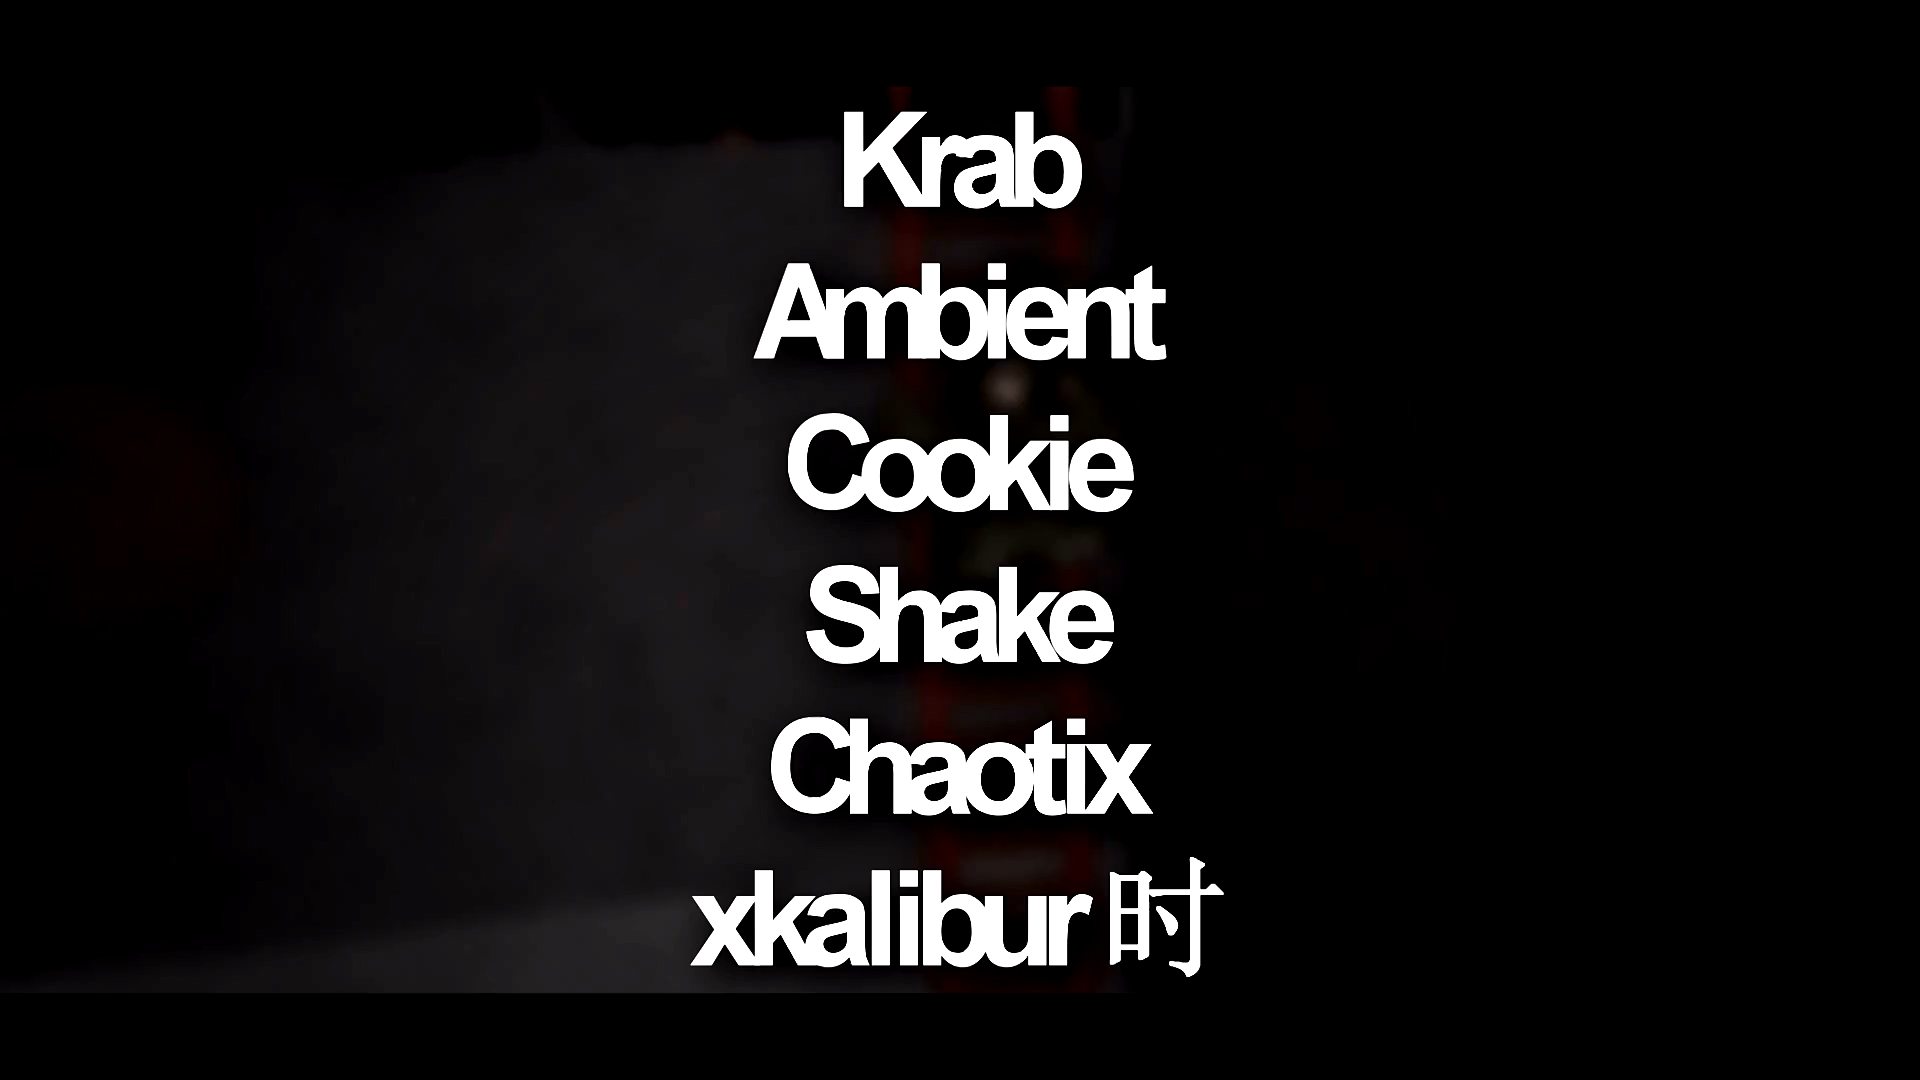 Krab
Ambient
Cookie
Shake
Chaotix
xkalibur 时